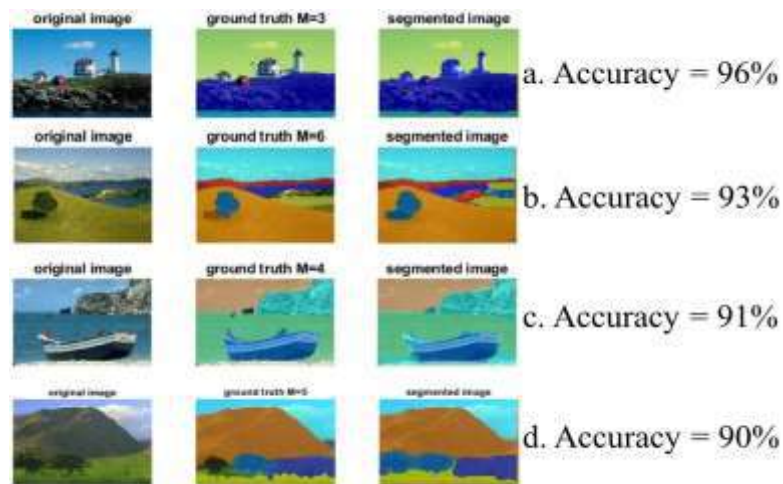 original image ground truth M=3 segmented image
a. Accuracy = 96%
original image ground truth M=6 segmented image
b. Accuracy = 93%
original image ground truth M=4 segmented image
c. Accuracy = 91%
original image ground truth M=5 segmented image
d. Accuracy = 90%